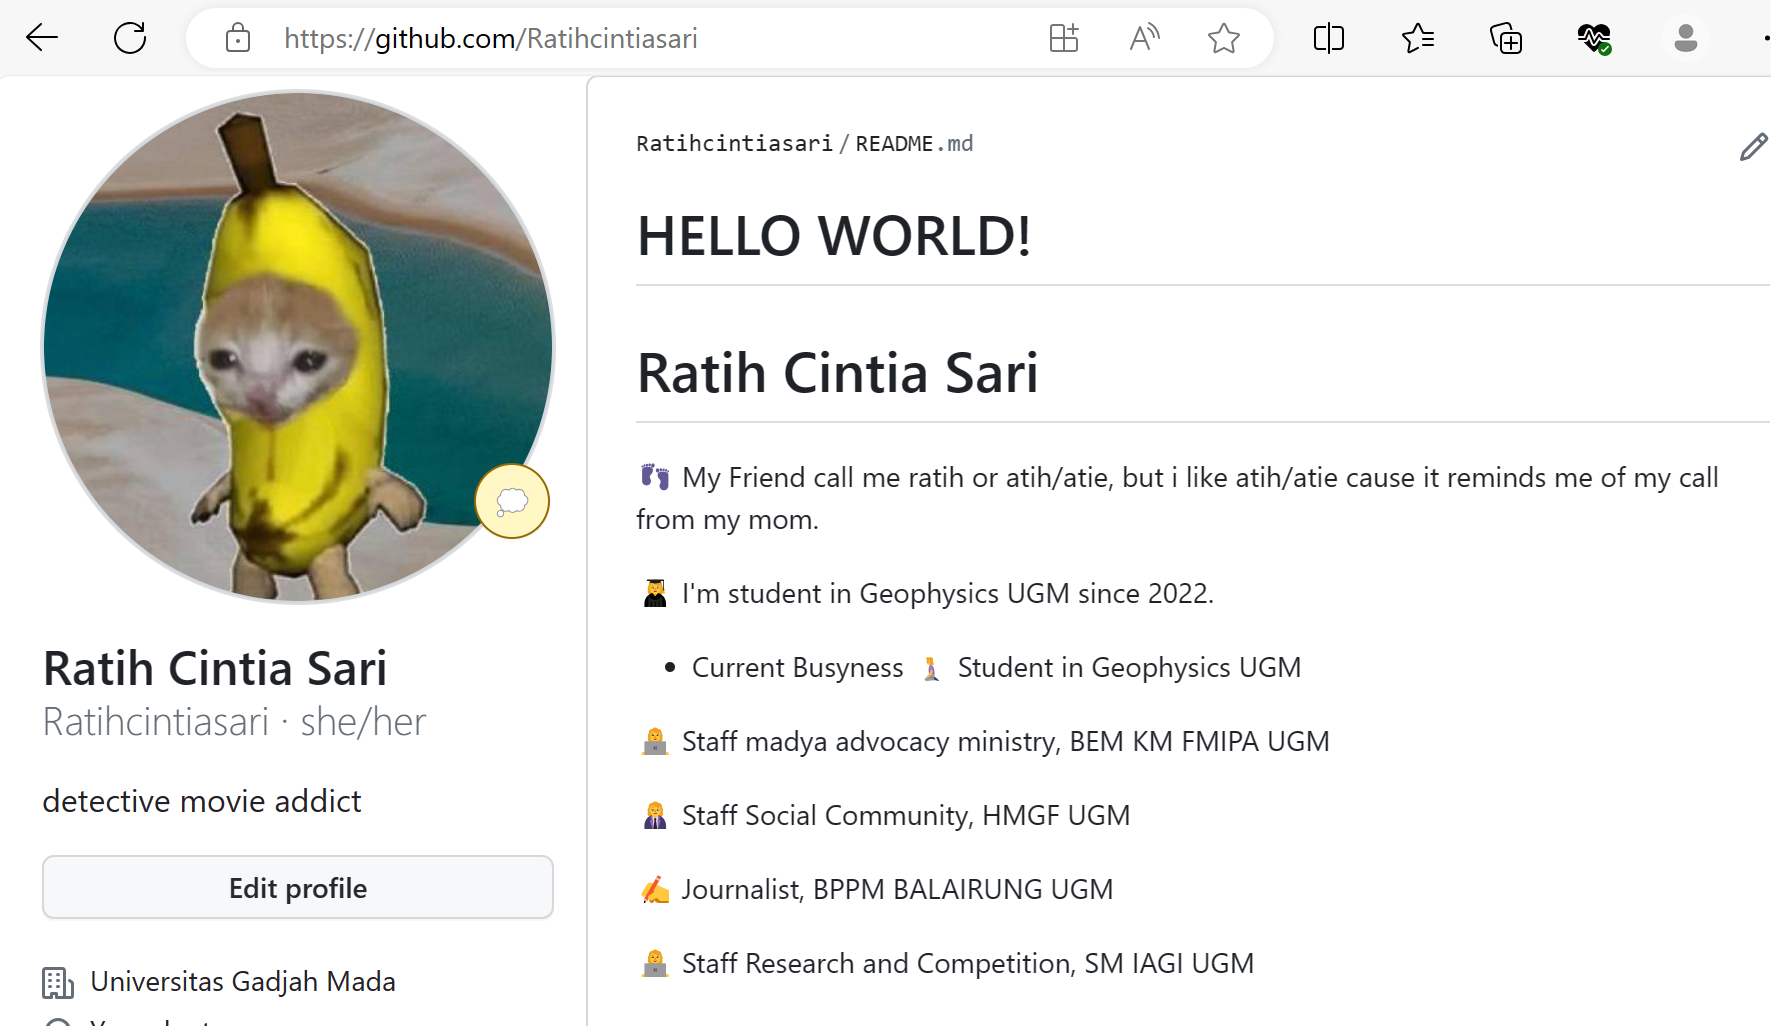 https://github.com/Ratihcintiasari
Ratihcintiasari / README.md
HELLO WORLD!
Ratih Cintia Sari
My Friend call me ratih or atih/atie, but i like atih/atie cause it reminds me of my call
from my mom.
I'm student in Geophysics UGM since 2022.
Current Busyness Student in Geophysics UGM
Staff madya advocacy ministry, BEM KM FMIPA UGM
Staff Social Community, HMGF UGM
Journalist, BPPM BALAIRUNG UGM
Staff Research and Competition, SM IAGI UGM
Ratih Cintia Sari
Ratihcintiasari · she/her
detective movie addict
Edit profile
Universitas Gadjah Mada